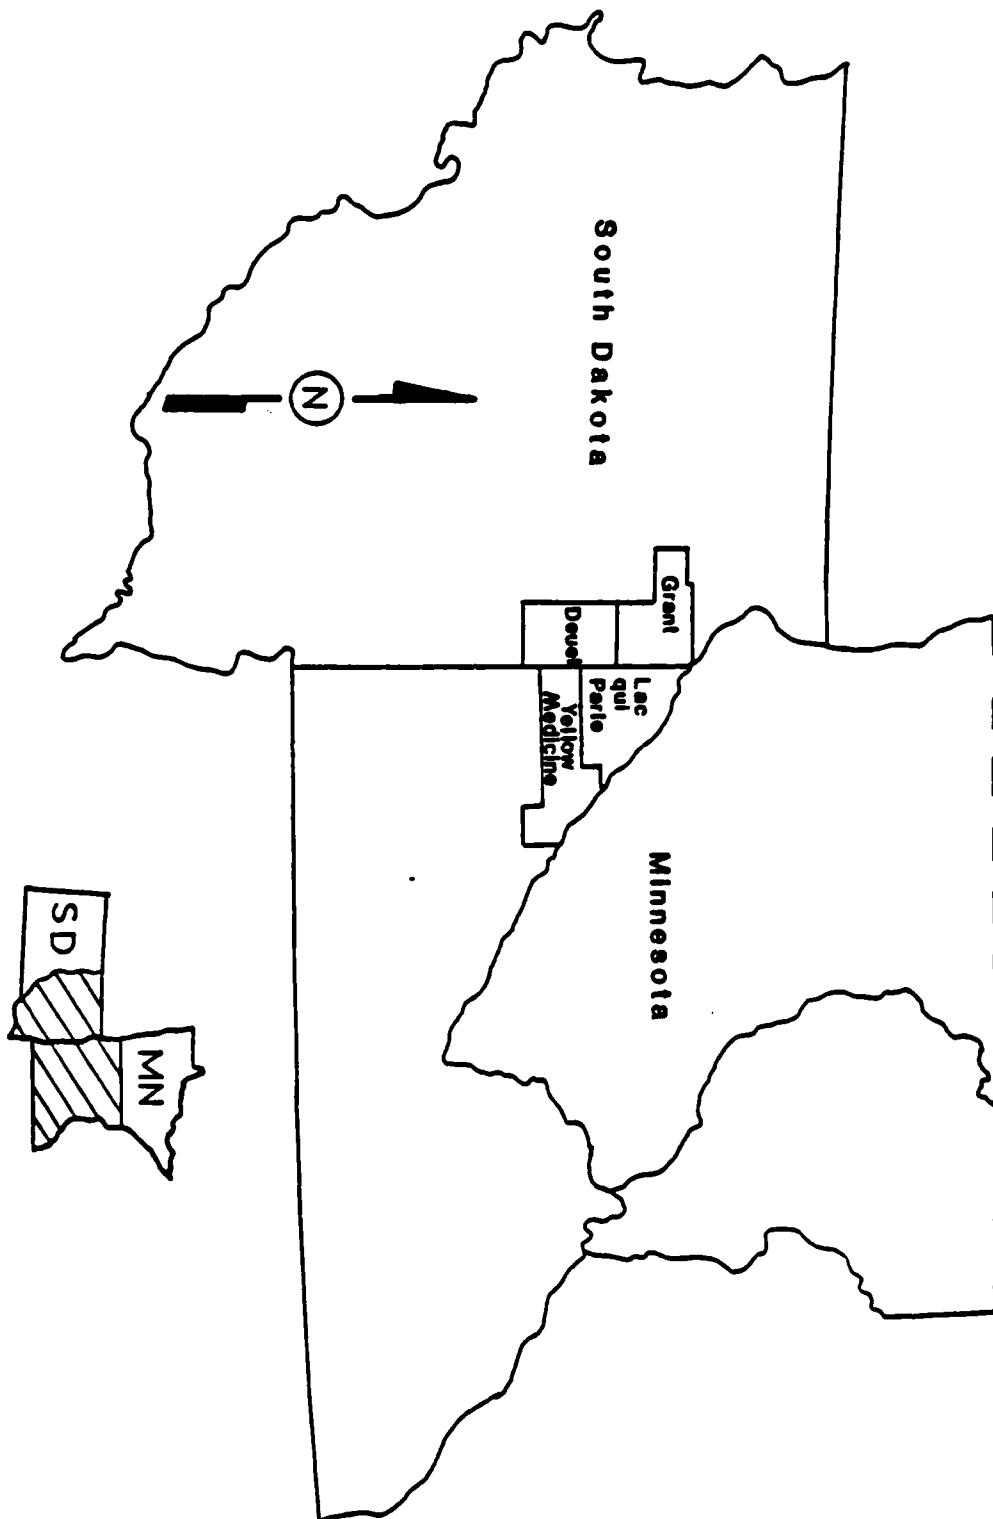 South Dakota
N
Grant
Deuel
Lac
qui
Parle
Yellow
Medicine
Minnesota
SD
MN